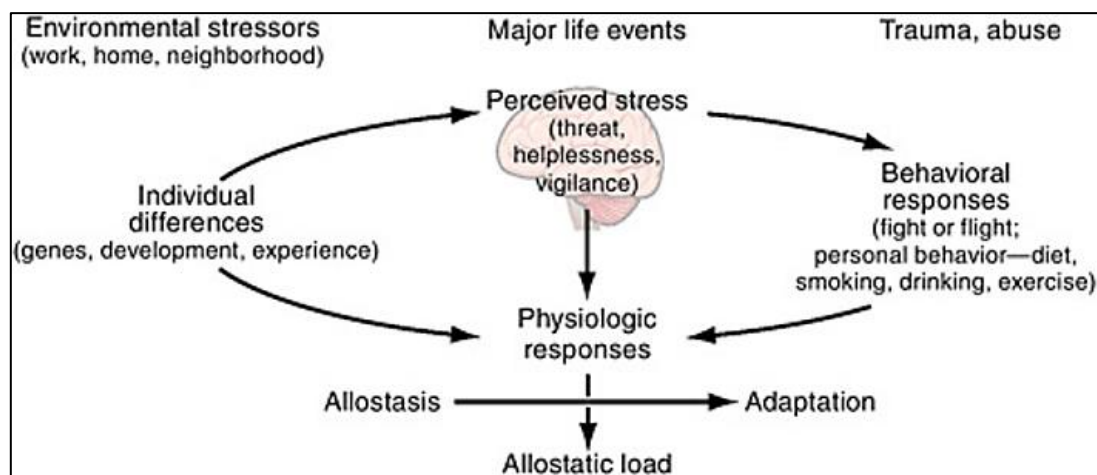 Environmental stressors
(work, home, neighborhood)
Major life events
Trauma, abuse
Perceived stress
(threat,
helplessness,
vigilance)
Individual
differences
(genes, development, experience)
Behavioral
responses
(fight or flight;
personal behavior—diet,
smoking, drinking, exercise)
Physiologic
responses
Allostasis
Adaptation
Allostatic load